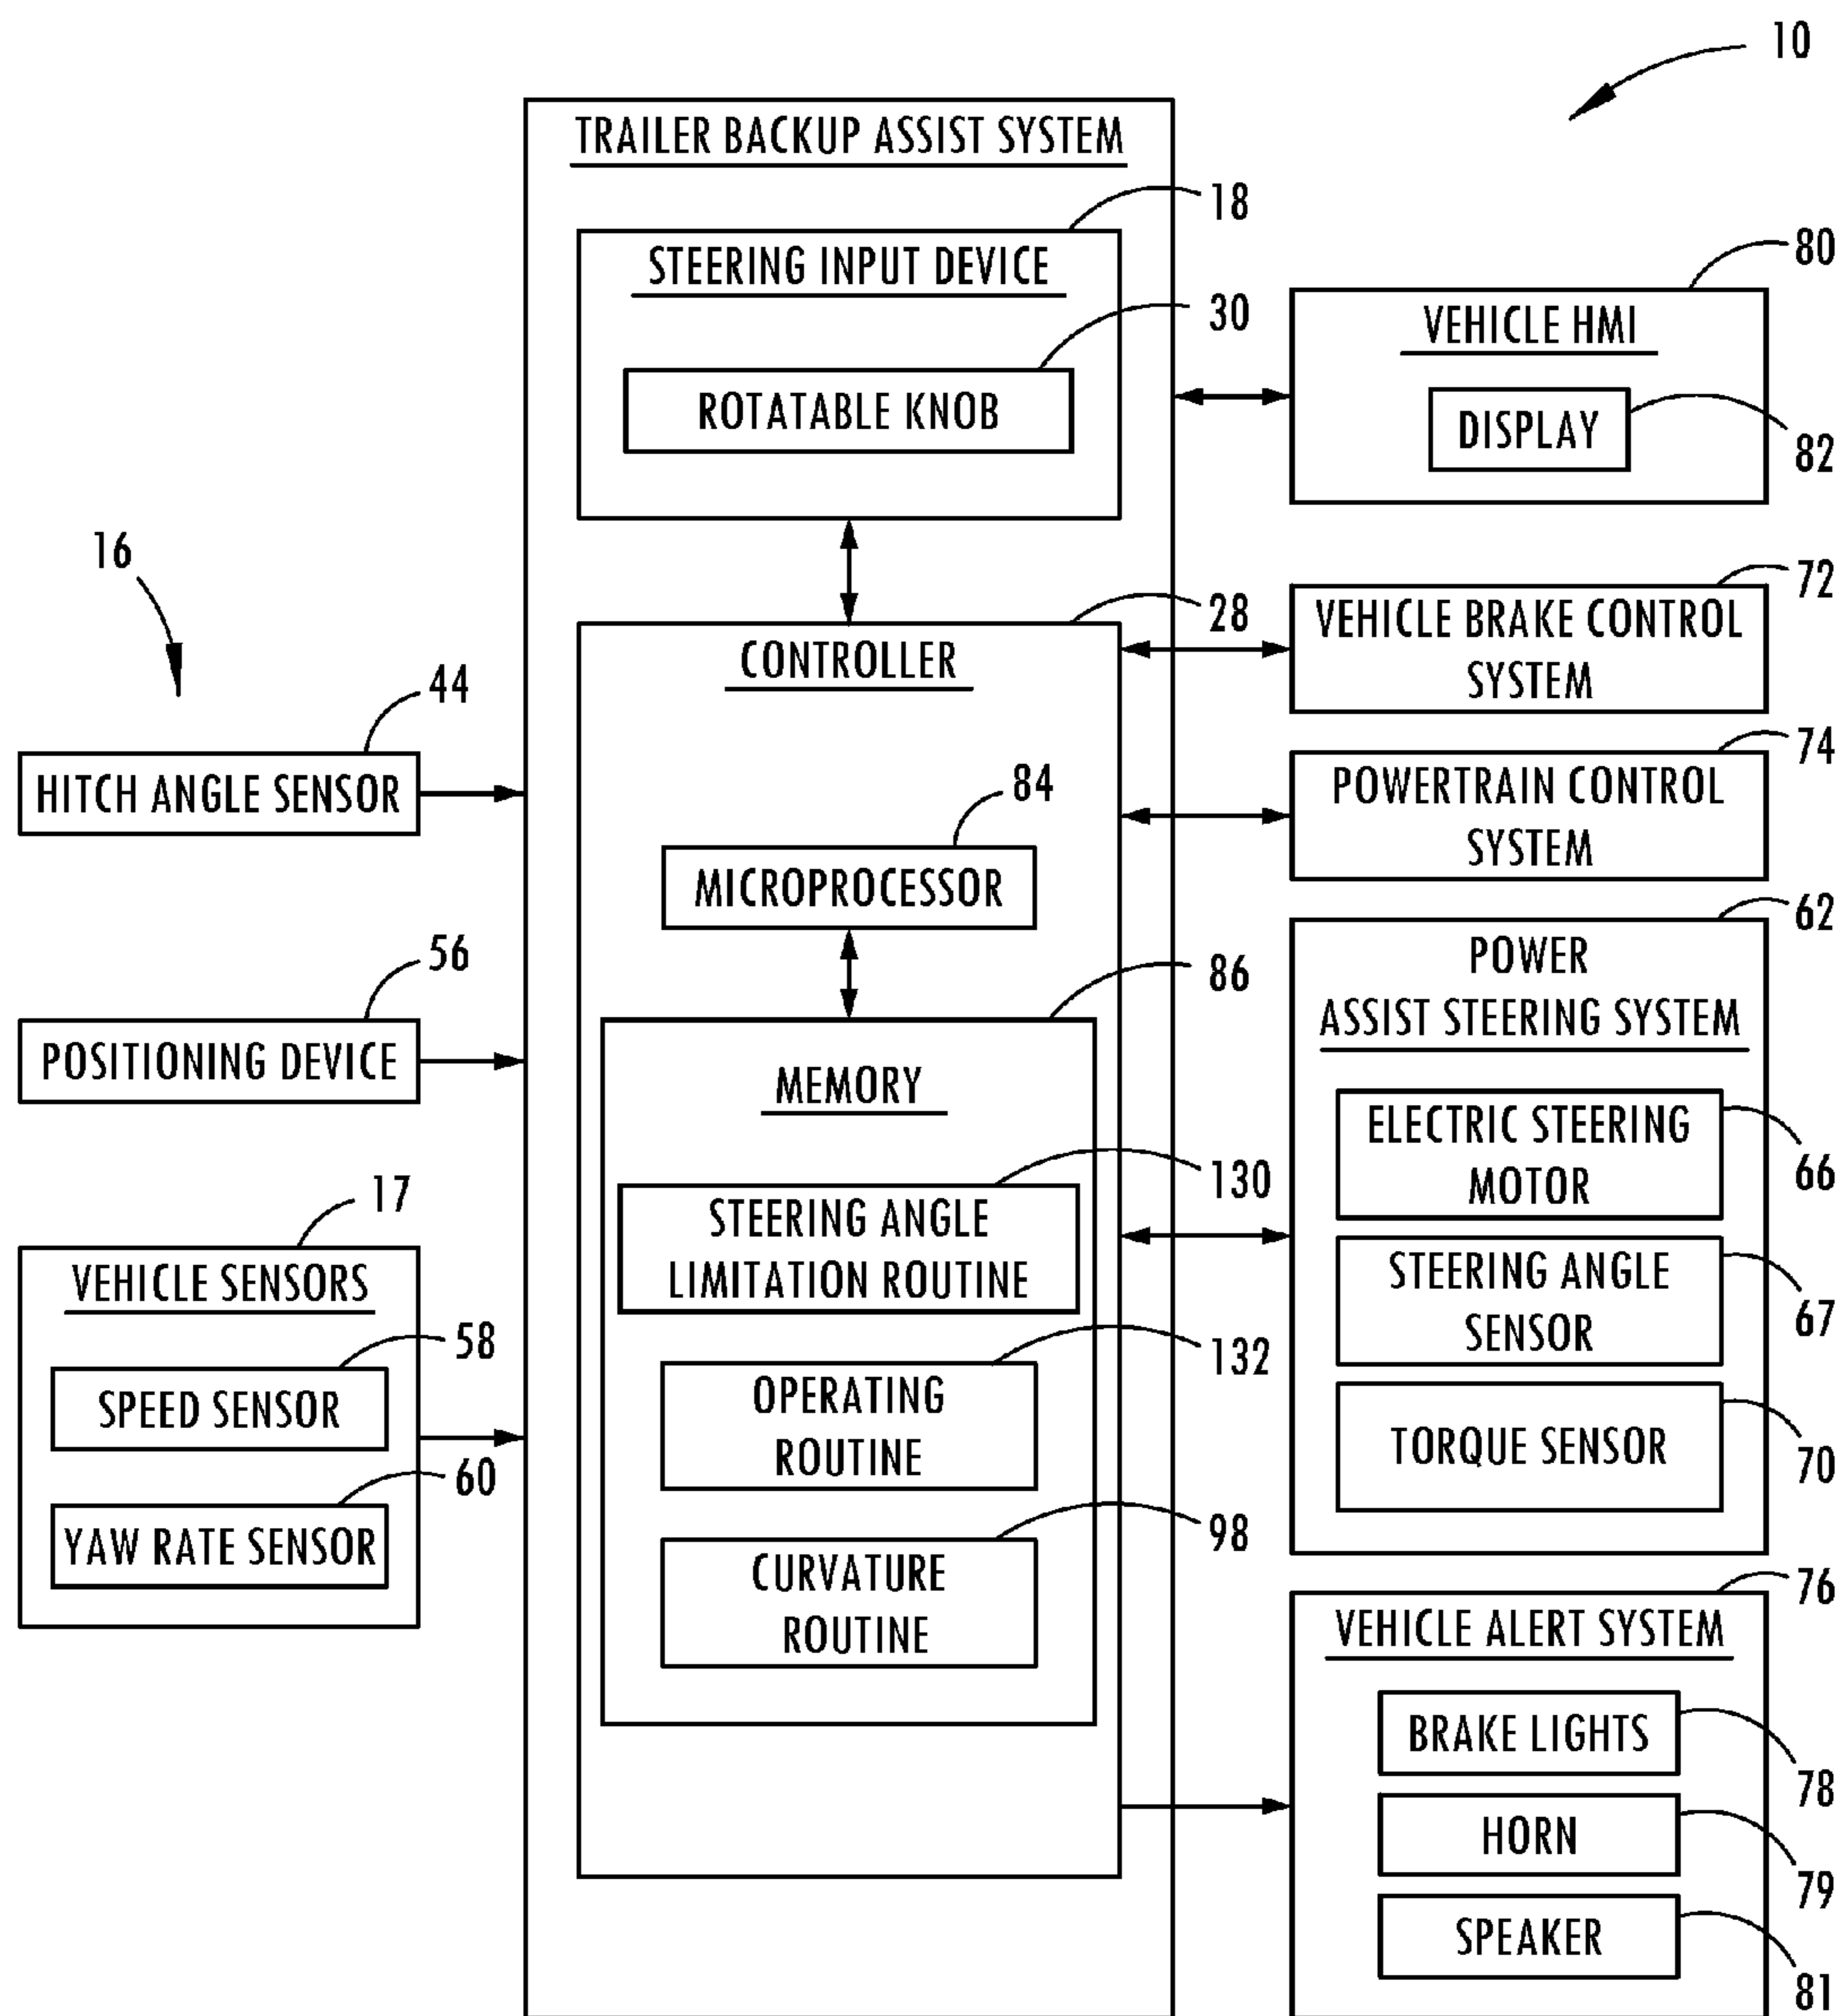 10
TRAILER BACKUP ASSIST SYSTEM
18
STEERING INPUT DEVICE
30
ROTATABLE KNOB
80
VEHICLE HMI
DISPLAY
82
16
28
CONTROLLER
72
VEHICLE BRAKE CONTROL
SYSTEM
44
HITCH ANGLE SENSOR
74
POWERTRAIN CONTROL
SYSTEM
84
MICROPROCESSOR
62
POWER
ASSIST STEERING SYSTEM
56
POSITIONING DEVICE
86
MEMORY
ELECTRIC STEERING
MOTOR
66
130
STEERING ANGLE
LIMITATION ROUTINE
17
VEHICLE SENSORS
STEERING ANGLE
SENSOR
67
58
SPEED SENSOR
132
OPERATING
ROUTINE
TORQUE SENSOR
70
60
YAW RATE SENSOR
98
CURVATURE
ROUTINE
76
VEHICLE ALERT SYSTEM
BRAKE LIGHTS
78
HORN
79
SPEAKER
81